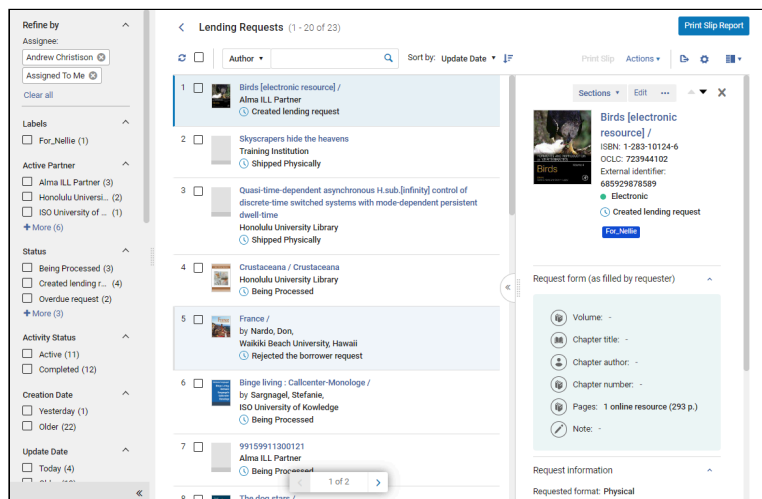 Refine by
Assignee:
Andrew Christison
Assigned To Me
Clear all
Labels
For_Nellie (1)
Active Partner
Alma ILL Partner (3)
Honolulu Universi... (2)
ISO University of ... (1)
+ More (6)
Status
Being Processed (3)
Created lending r... (4)
Overdue request (2)
+ More (3)
Activity Status
Active (11)
Completed (12)
Creation Date
Yesterday (1)
Older (22)
Update Date
Today (4)
Lending Requests (1 - 20 of 23)
Print Slip Report
Author
Sort by: Update Date
Print Slip
Actions
1
Birds [electronic resource] /
Alma ILL Partner
Created lending request
2
Skyscrapers hide the heavens
Training Institution
Shipped Physically
3
Quasi-time-dependent asynchronous H.sub.[infinity] control of
discrete-time switched systems with mode-dependent persistent
dwell-time
Honolulu University Library
Shipped Physically
4
Crustaceana / Crustaceana
Honolulu University Library
Being Processed
5
France /
by Nardo, Don,
Waikiki Beach University, Hawaii
Rejected the borrower request
6
Binge living : Callcenter-Monologe /
by Sargnagel, Stefanie,
ISO University of Kowledge
Being Processed
7
99159911300121
Alma ILL Partner
Being Processed
1 of 2
8
The dog stars /
Sections
Edit
Birds [electronic
resource] /
ISBN: 1-283-10124-6
OCLC: 723944102
External identifier:
685929878589
Electronic
Created lending request
For_Nellie
Birds
Request form (as filled by requester)
Volume: -
Chapter title: -
Chapter author: -
Chapter number: -
Pages: 1 online resource (293 p.)
Note: -
Request information
Requested format: Physical